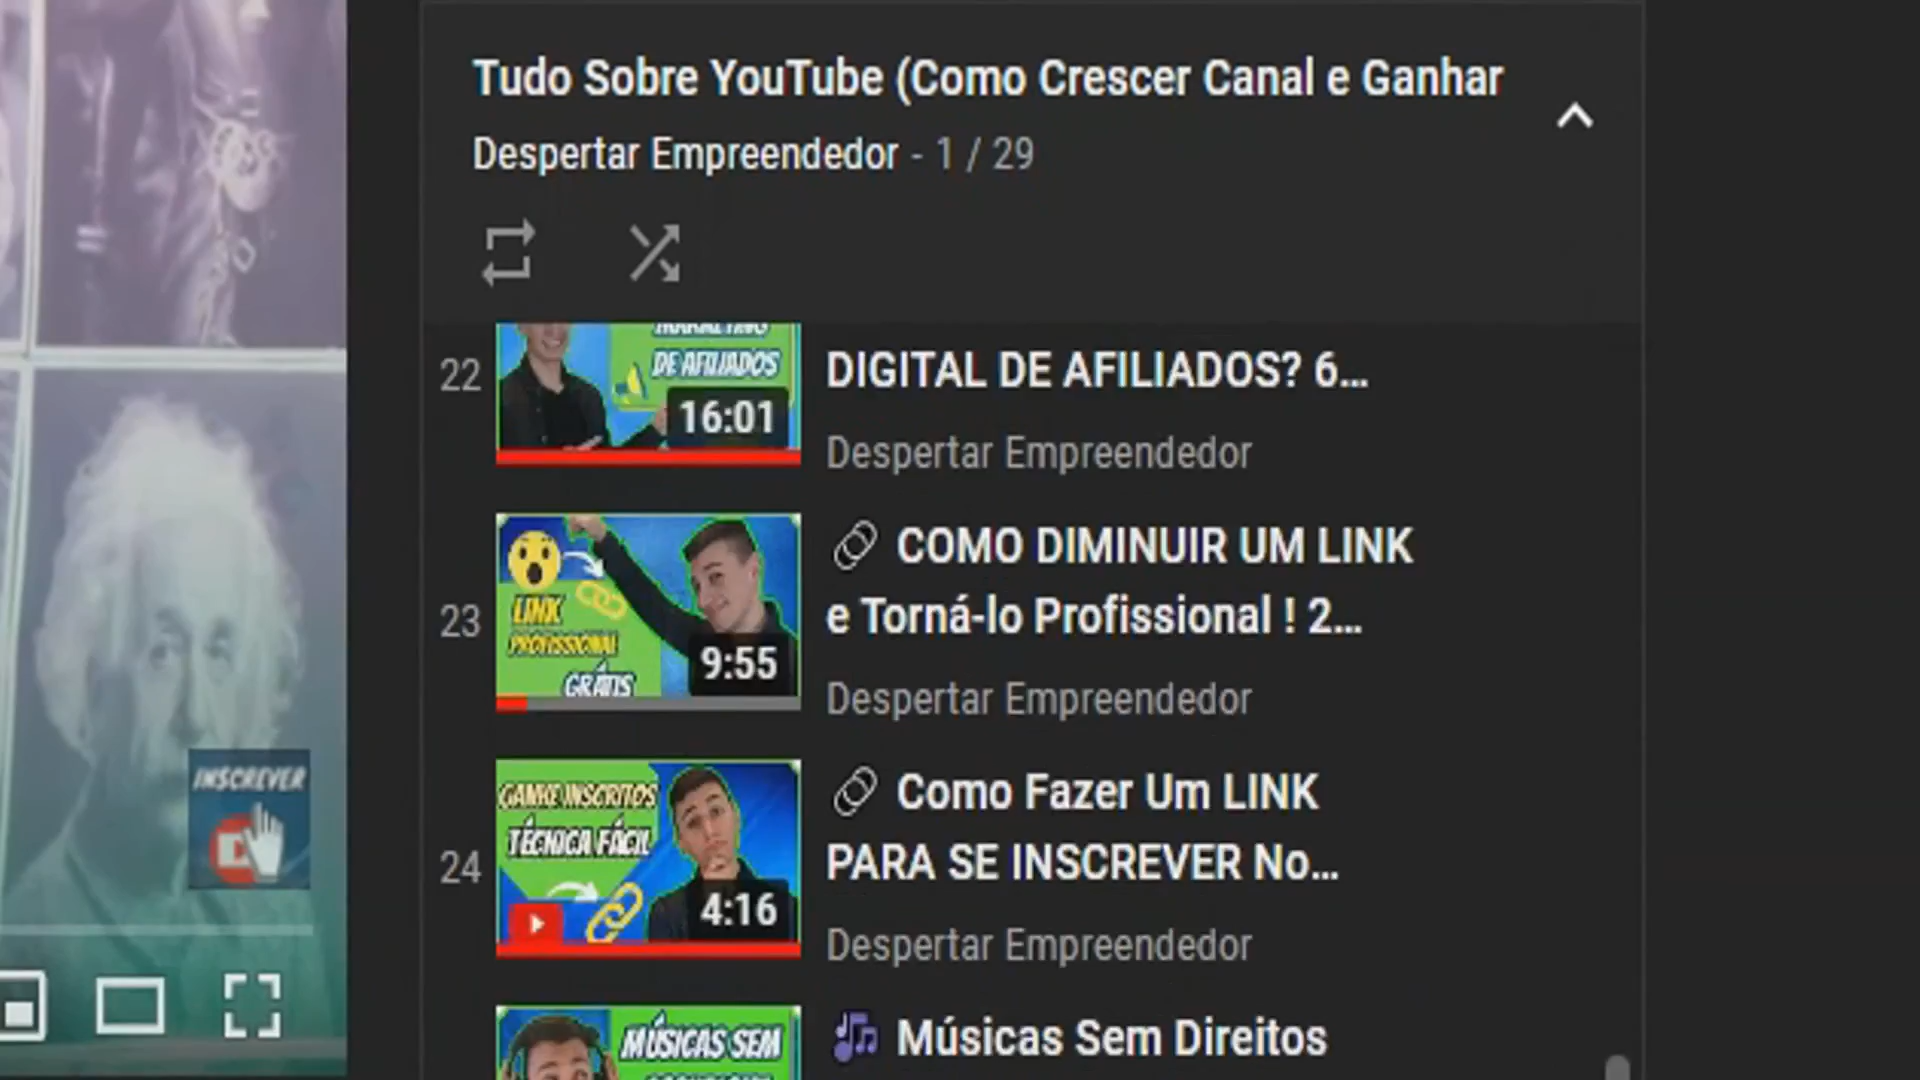 Tudo Sobre YouTube (Como Crescer Canal e Ganhar
Despertar Empreendedor - 1 / 29
22
MARKETING
DE AFILIADOS
16:01
DIGITAL DE AFILIADOS? 6...
Despertar Empreendedor
23
LINK
PROFISSIONAL
GRÁTIS
9:55
COMO DIMINUIR UM LINK
e Torná-lo Profissional ! 2...
Despertar Empreendedor
24
GANHE INSCRITOS
TÉCNICA FÁCIL
4:16
Como Fazer Um LINK
PARA SE INSCREVER No...
Despertar Empreendedor
MÚSICAS SEM
Músicas Sem Direitos
INSCREVER